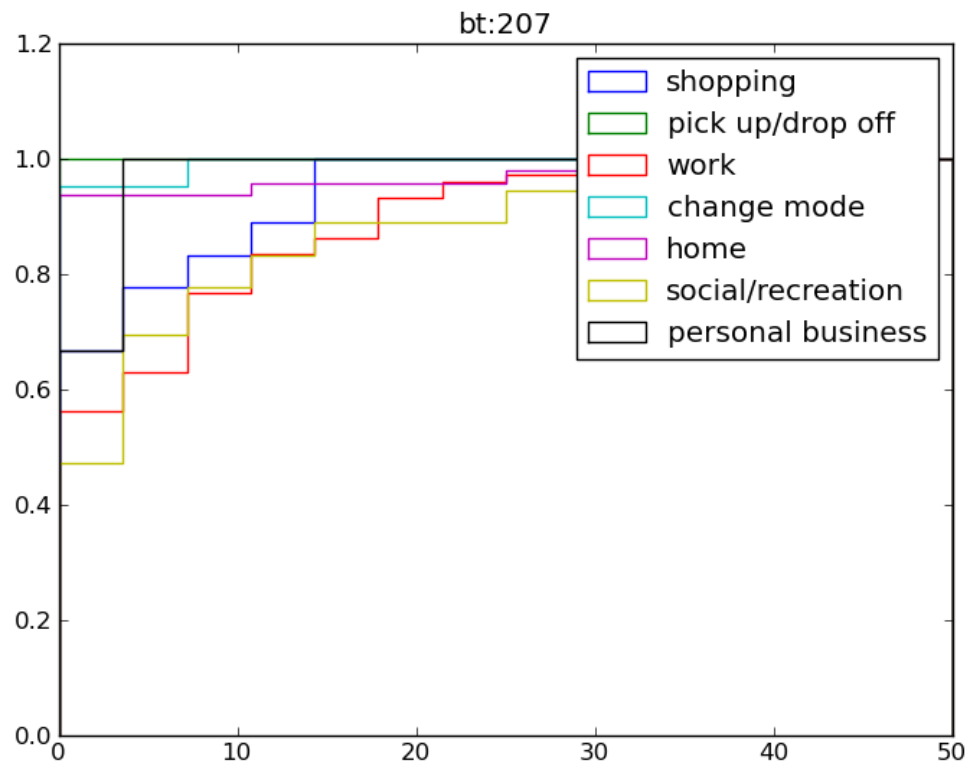 bt:207
1.2
1.0
0.8
0.6
0.4
0.2
0.0
shopping
pick up/drop off
work
change mode
home
social/recreation
personal business
0 10 20 30 40 50